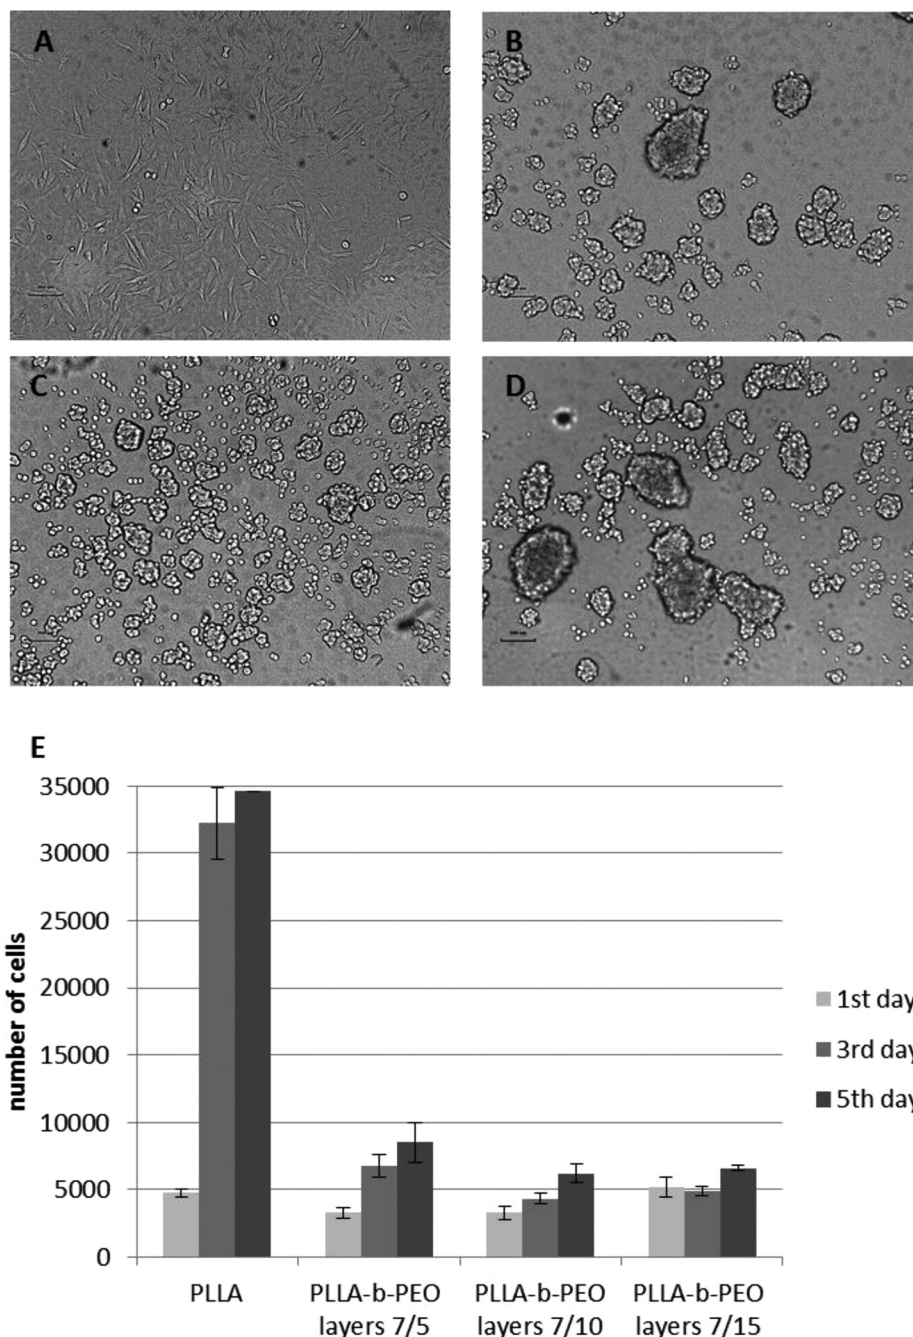 A
B
C
D
E
35000
30000
25000
20000
15000
10000
5000
0
number of cells
1st day
3rd day
5th day
PLLA
PLLA-b-PEO
layers 7/5
PLLA-b-PEO
layers 7/10
PLLA-b-PEO
layers 7/15